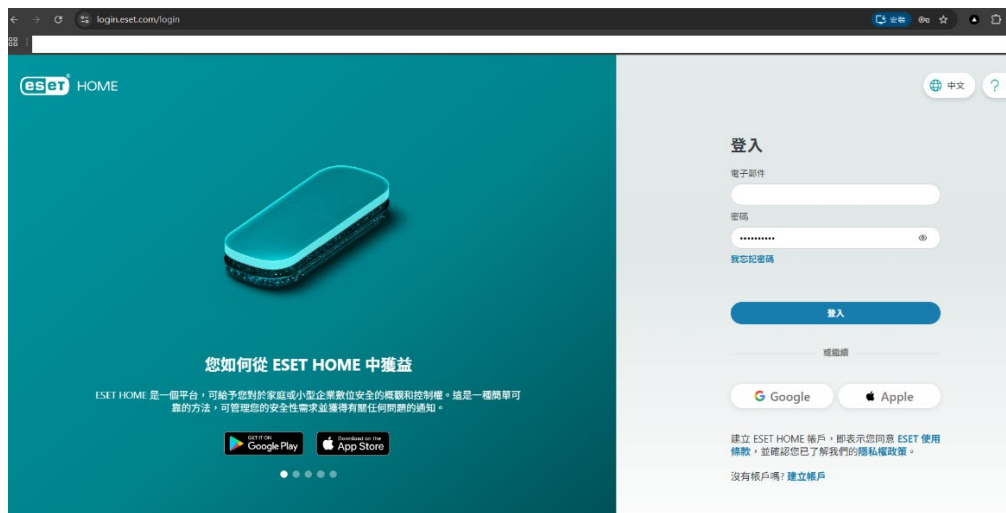 login.eset.com/login
安裝
eset HOME
中文
?
登入
電子郵件
密碼
我忘記密碼
登入
或繼續
Google
Apple
建立 ESET HOME 帳戶，即表示您同意 ESET 使用
條款，並確認您已了解我們的隱私權政策。
沒有帳戶嗎? 建立帳戶
您如何從 ESET HOME 中獲益
ESET HOME 是一個平台，可給予您對於家庭或小型企業數位安全的概觀和控制權。這是一種簡單可
靠的方法，可管理您的安全性需求並獲得有關任何問題的通知。
GET IT ON
Google Play
Download on the
App Store